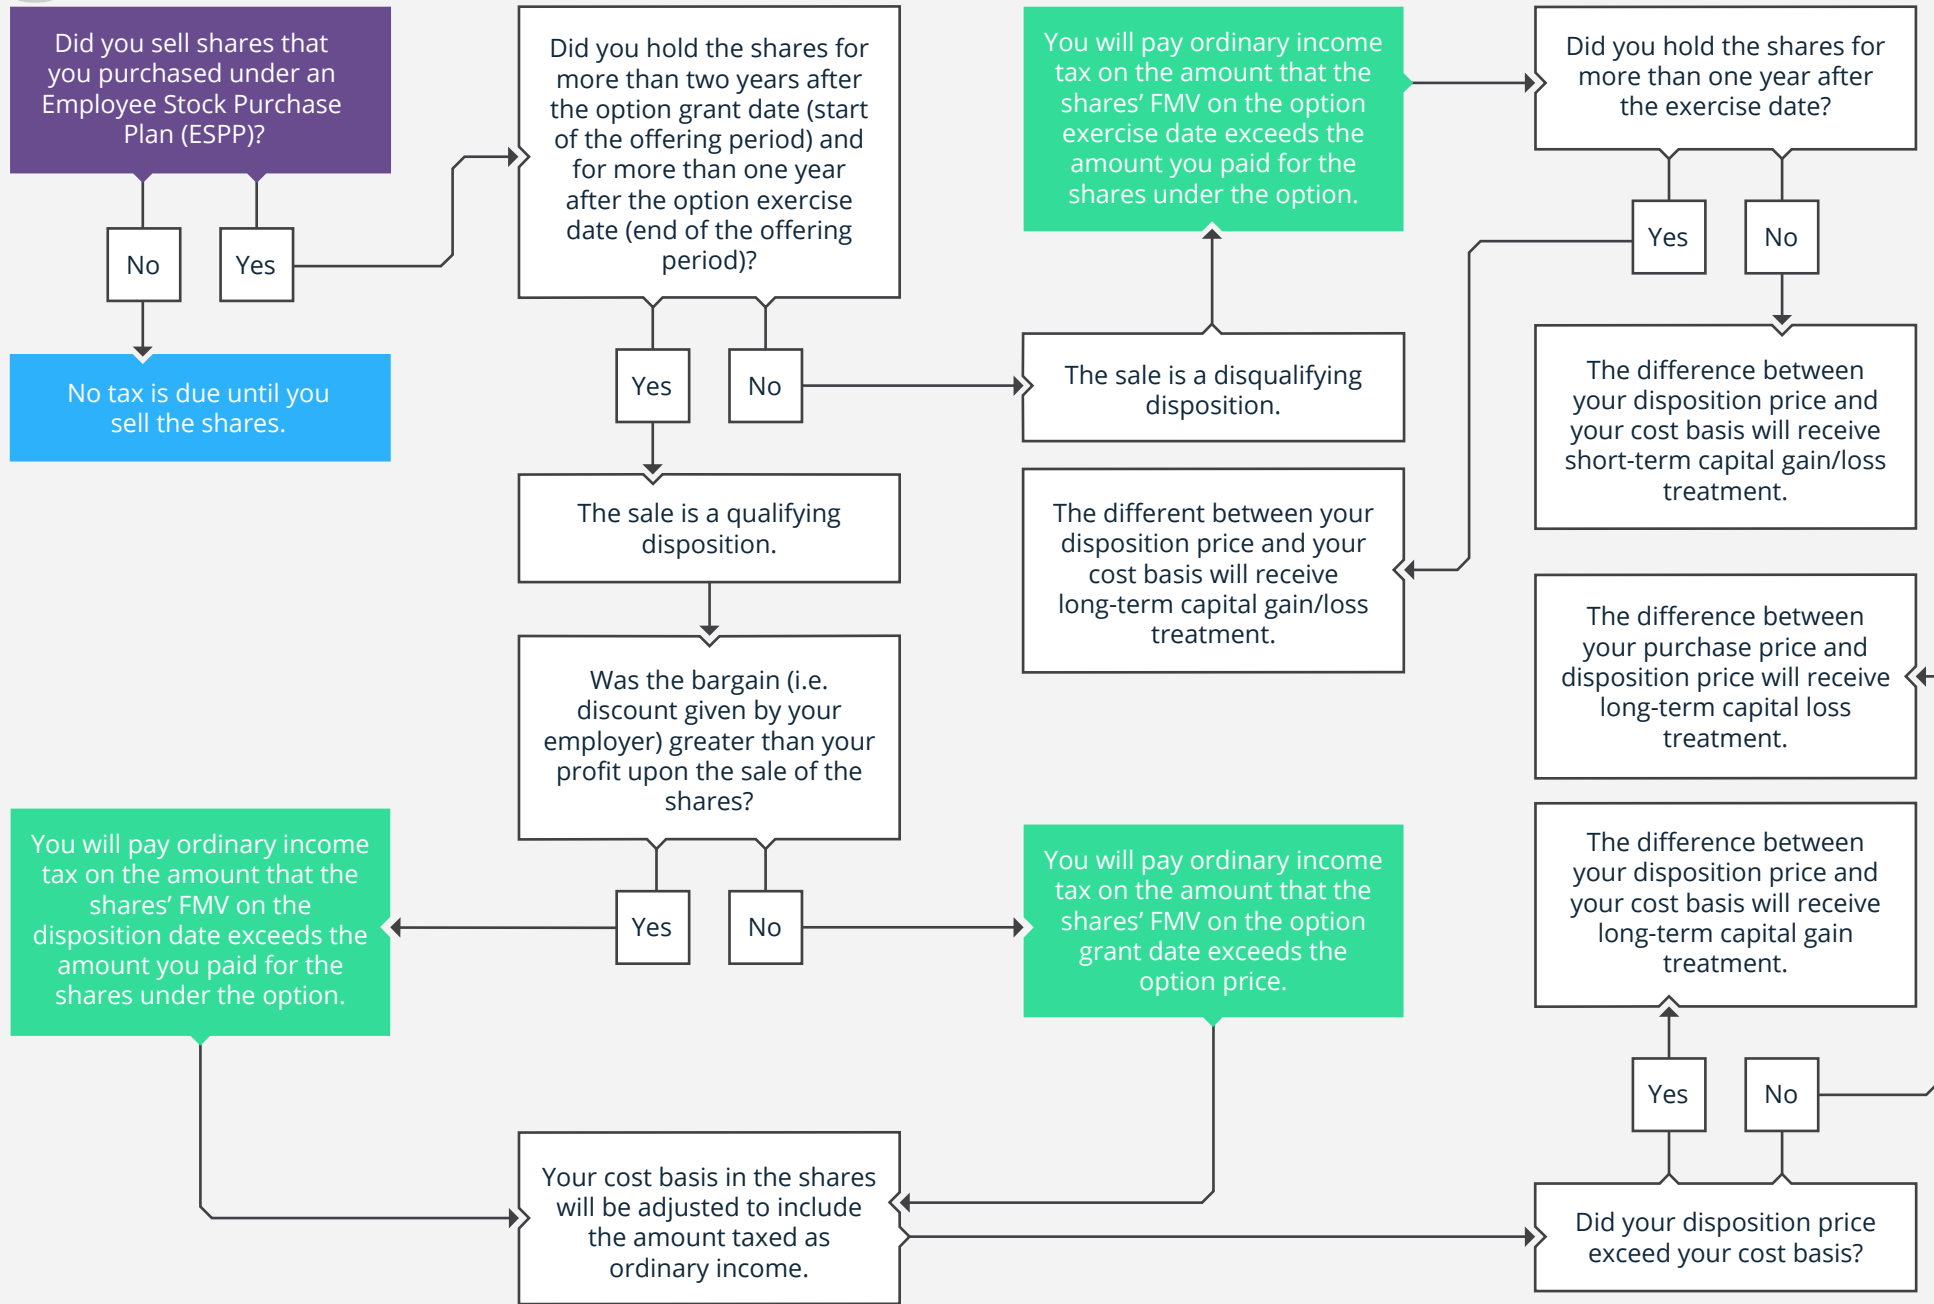 Did you sell shares that
you purchased under an
Employee Stock Purchase
Plan (ESPP)?
No
Yes
No tax is due until you
sell the shares.
Did you hold the shares for
more than two years after
the option grant date (start
of the offering period) and
for more than one year
after the option exercise
date (end of the offering
period)?
Yes
No
The sale is a disqualifying
disposition.
You will pay ordinary income
tax on the amount that the
shares’ FMV on the option
exercise date exceeds the
amount you paid for the
shares under the option.
Did you hold the shares for
more than one year after
the exercise date?
Yes
No
The difference between
your disposition price and
your cost basis will receive
short-term capital gain/loss
treatment.
The different between your
disposition price and your
cost basis will receive
long-term capital gain/loss
treatment.
The sale is a qualifying
disposition.
Was the bargain (i.e.
discount given by your
employer) greater than your
profit upon the sale of the
shares?
Yes
No
You will pay ordinary income
tax on the amount that the
shares’ FMV on the
disposition date exceeds the
amount you paid for the
shares under the option.
You will pay ordinary income
tax on the amount that the
shares’ FMV on the option
grant date exceeds the
option price.
Your cost basis in the shares
will be adjusted to include
the amount taxed as
ordinary income.
Did your disposition price
exceed your cost basis?
Yes
No
The difference between
your disposition price and
your cost basis will receive
long-term capital gain
treatment.
The difference between
your purchase price and
disposition price will receive
long-term capital loss
treatment.